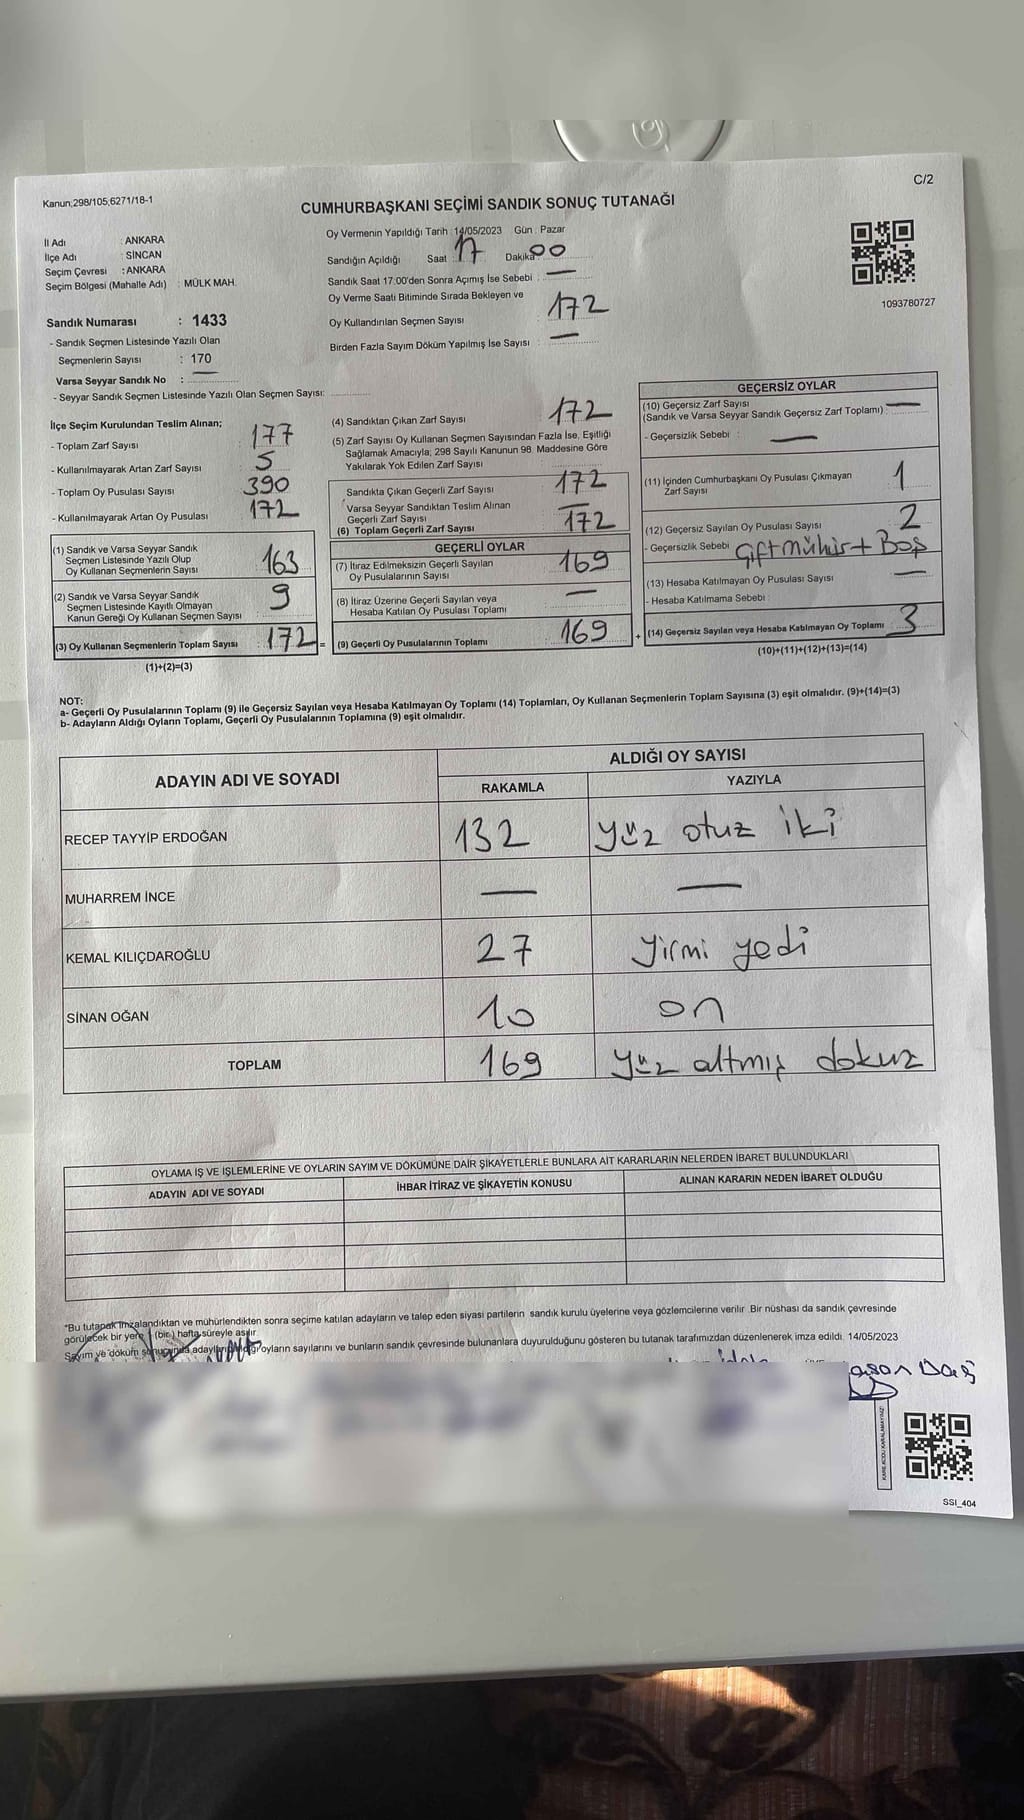 C/2
Kanun;298/105;6271/18-1
CUMHURBAŞKANI SEÇİMİ SANDIK SONUÇ TUTANAĞI
İl Adı : ANKARA
İlçe Adı : SİNCAN
Seçim Çevresi : ANKARA
Seçim Bölgesi (Mahalle Adı) : MÜLK MAH.
Sandık Numarası : 1433
- Sandık Seçmen Listesinde Yazılı Olan
Seçmenlerin Sayısı : 170
Varsa Seyyar Sandık No : —
- Seyyar Sandık Seçmen Listesinde Yazılı Olan Seçmen Sayısı:
Oy Vermenin Yapıldığı Tarih : 14/05/2023 Gün : Pazar
Sandığın Açıldığı Saat : 17 Dakika 00
Sandık Saat 17:00'den Sonra Açımış İse Sebebi : —
Oy Verme Saati Bitiminde Sırada Bekleyen ve
Oy Kullandırılan Seçmen Sayısı : 172
Birden Fazla Sayım Döküm Yapılmış İse Sayısı : —
1093780727
İlçe Seçim Kurulundan Teslim Alınan;
- Toplam Zarf Sayısı : 177
- Kullanılmayarak Artan Zarf Sayısı : 5
- Toplam Oy Pusulası Sayısı : 390
- Kullanılmayarak Artan Oy Pusulası : 172
(1) Sandık ve Varsa Seyyar Sandık
Seçmen Listesinde Yazılı Olup
Oy Kullanan Seçmenlerin Sayısı : 163
(2) Sandık ve Varsa Seyyar Sandık
Seçmen Listesinde Kayıtlı Olmayan
Kanun Gereği Oy Kullanan Seçmen Sayısı : 9
(3) Oy Kullanan Seçmenlerin Toplam Sayısı : 172 =
(1)+(2)=(3)
(4) Sandıktan Çıkan Zarf Sayısı : 172
(5) Zarf Sayısı Oy Kullanan Seçmen Sayısından Fazla İse, Eşitliği
Sağlamak Amacıyla; 298 Sayılı Kanunun 98. Maddesine Göre
Yakılarak Yok Edilen Zarf Sayısı :
Sandıkta Çıkan Geçerli Zarf Sayısı : 172
Varsa Seyyar Sandıktan Teslim Alınan
Geçerli Zarf Sayısı : —
(6) Toplam Geçerli Zarf Sayısı : 172
GEÇERLİ OYLAR
(7) İtiraz Edilmeksizin Geçerli Sayılan
Oy Pusulalarının Sayısı : 169
(8) İtiraz Üzerine Geçerli Sayılan veya
Hesaba Katılan Oy Pusulası Toplamı : —
(9) Geçerli Oy Pusulalarının Toplamı : 169 +
GEÇERSİZ OYLAR
(10) Geçersiz Zarf Sayısı
(Sandık ve Varsa Seyyar Sandık Geçersiz Zarf Toplamı) : —
- Geçersizlik Sebebi : —
(11) İçinden Cumhurbaşkanı Oy Pusulası Çıkmayan
Zarf Sayısı : 1
(12) Geçersiz Sayılan Oy Pusulası Sayısı : 2
- Geçersizlik Sebebi : Çift mühür + Boş
(13) Hesaba Katılmayan Oy Pusulası Sayısı : —
- Hesaba Katılmama Sebebi :
(14) Geçersiz Sayılan veya Hesaba Katılmayan Oy Toplamı : 3
(10)+(11)+(12)+(13)=(14)
NOT:
a- Geçerli Oy Pusulalarının Toplamı (9) ile Geçersiz Sayılan veya Hesaba Katılmayan Oy Toplamı (14) Toplamları, Oy Kullanan Seçmenlerin Toplam Sayısına (3) eşit olmalıdır. (9)+(14)=(3)
b- Adayların Aldığı Oyların Toplamı, Geçerli Oy Pusulalarının Toplamına (9) eşit olmalıdır.
ADAYIN ADI VE SOYADI
ALDIĞI OY SAYISI
RAKAMLA YAZIYLA
RECEP TAYYİP ERDOĞAN 132 yüz otuz iki
MUHARREM İNCE — —
KEMAL KILIÇDAROĞLU 27 yirmi yedi
SİNAN OĞAN 10 on
TOPLAM 169 yüz altmış dokuz
OYLAMA İŞ VE İŞLEMLERİNE VE OYLARIN SAYIM VE DÖKÜMÜNE DAİR ŞİKAYETLERLE BUNLARA AİT KARARLARIN NELERDEN İBARET BULUNDUKLARI
ADAYIN ADI VE SOYADI İHBAR İTİRAZ VE ŞİKAYETİN KONUSU ALINAN KARARIN NEDEN İBARET OLDUĞU
*Bu tutanak imzalandıktan ve mühürlendikten sonra seçime katılan adayların ve talep eden siyasi partilerin sandık kurulu üyelerine veya gözlemcilerine verilir. Bir nüshası da sandık çevresinde
görülecek bir yere 1 (bir) hafta süreyle asılır.
Sayım ve döküm sonucunda adayların aldığı oyların sayılarını ve bunların sandık çevresinde bulunanlara duyurulduğunu gösteren bu tutanak tarafımızdan düzenlenerek imza edildi. 14/05/2023
KARE KODU KARALAMAYINIZ!
SSI_404